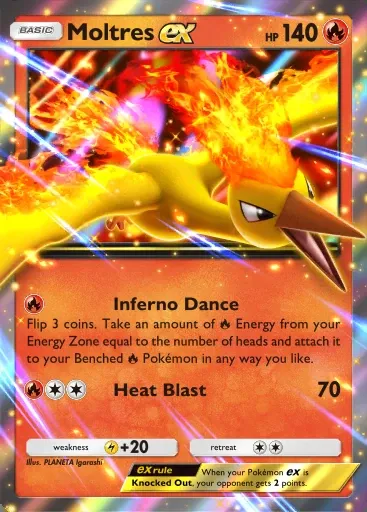 BASIC Moltres ex HP 140
Inferno Dance
Flip 3 coins. Take an amount of Energy from your
Energy Zone equal to the number of heads and attach it
to your Benched Pokémon in any way you like.
Heat Blast 70
weakness +20 retreat
Illus. PLANETA Igarashi
ex rule When your Pokémon ex is
Knocked Out, your opponent gets 2 points.